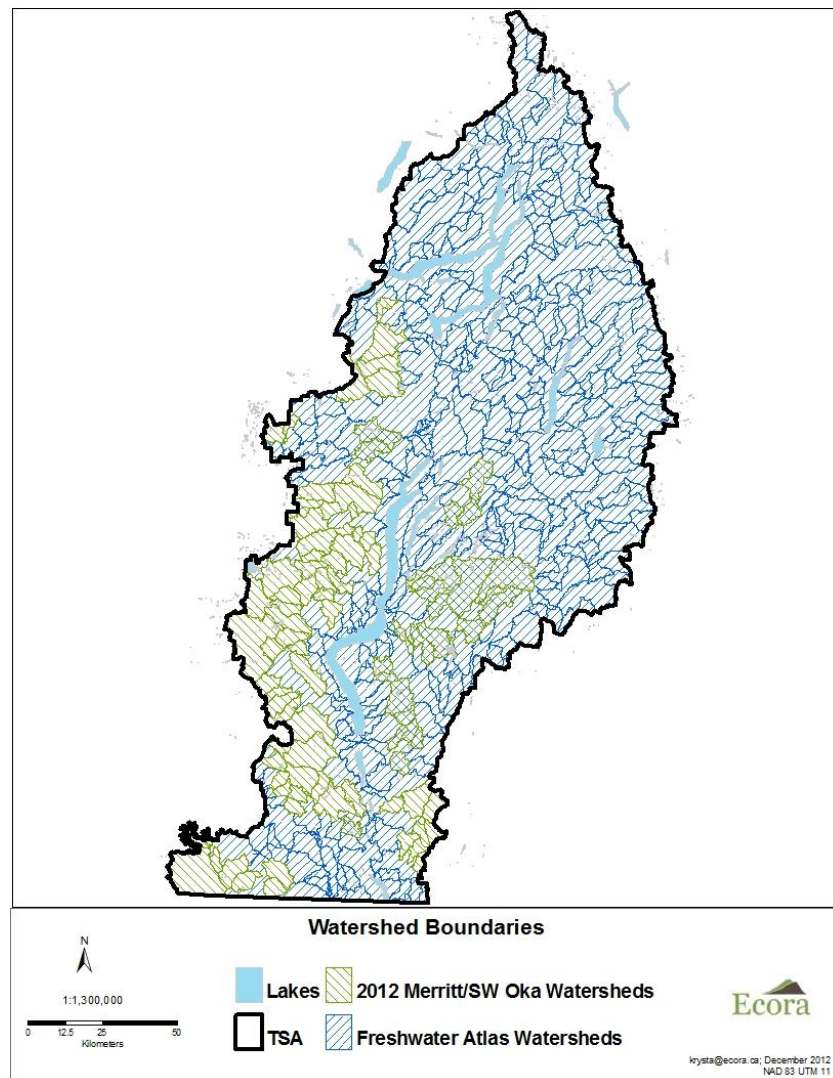 Watershed Boundaries
N
1:1,300,000
0 12.5 25 50
Kilometers
Lakes
2012 Merritt/SW Oka Watersheds
TSA
Freshwater Atlas Watersheds
Ecora
krysta@ecora.ca; December 2012
NAD 83 UTM 11